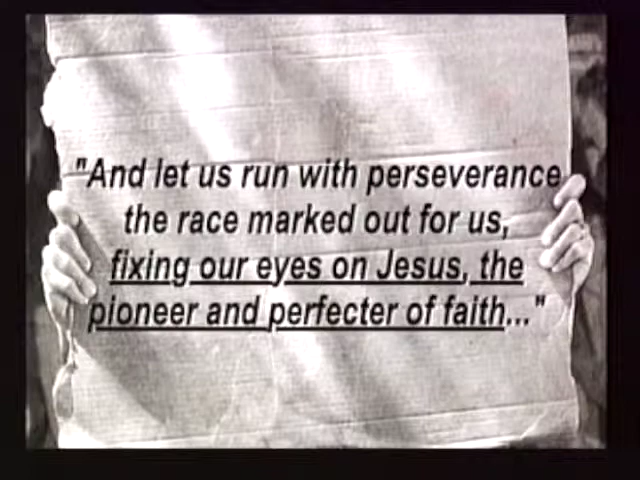 "And let us run with perseverance
the race marked out for us,
fixing our eyes on Jesus, the
pioneer and perfecter of faith..."